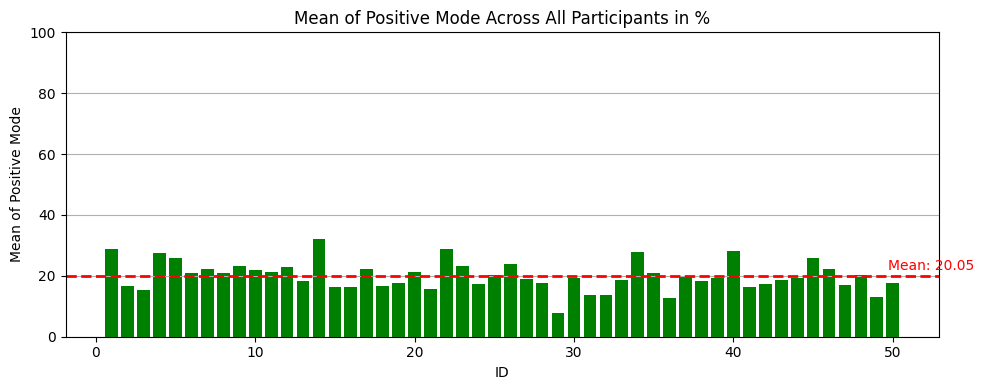 Mean of Positive Mode Across All Participants in %
Mean of Positive Mode
100
80
60
40
20
0
Mean: 20.05
0 10 20 30 40 50
ID